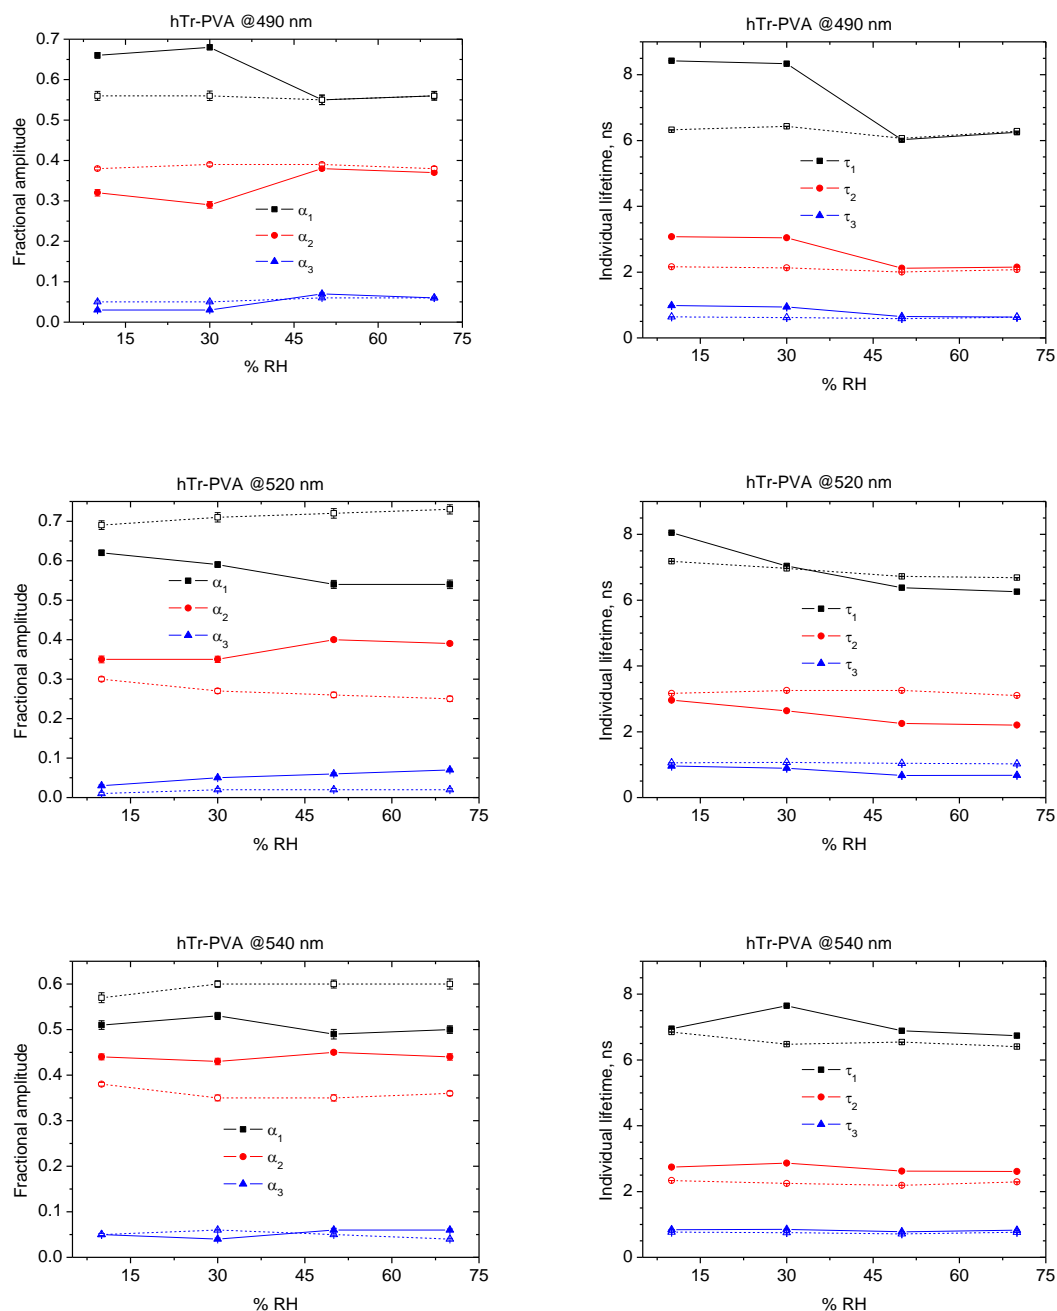 hTr-PVA @490 nm
0.7
0.6
0.5
0.4
0.3
0.2
0.1
0.0
Fractional amplitude
α1
α2
α3
15 30 45 60 75
% RH
hTr-PVA @490 nm
8
6
4
2
0
Individual lifetime, ns
τ1
τ2
τ3
15 30 45 60 75
% RH
hTr-PVA @520 nm
0.7
0.6
0.5
0.4
0.3
0.2
0.1
0.0
Fractional amplitude
α1
α2
α3
15 30 45 60 75
% RH
hTr-PVA @520 nm
8
6
4
2
0
Individual lifetime, ns
τ1
τ2
τ3
15 30 45 60 75
% RH
hTr-PVA @540 nm
0.6
0.5
0.4
0.3
0.2
0.1
0.0
Fractional amplitude
α1
α2
α3
15 30 45 60 75
% RH
hTr-PVA @540 nm
8
6
4
2
0
Individual lifetime, ns
τ1
τ2
τ3
15 30 45 60 75
% RH